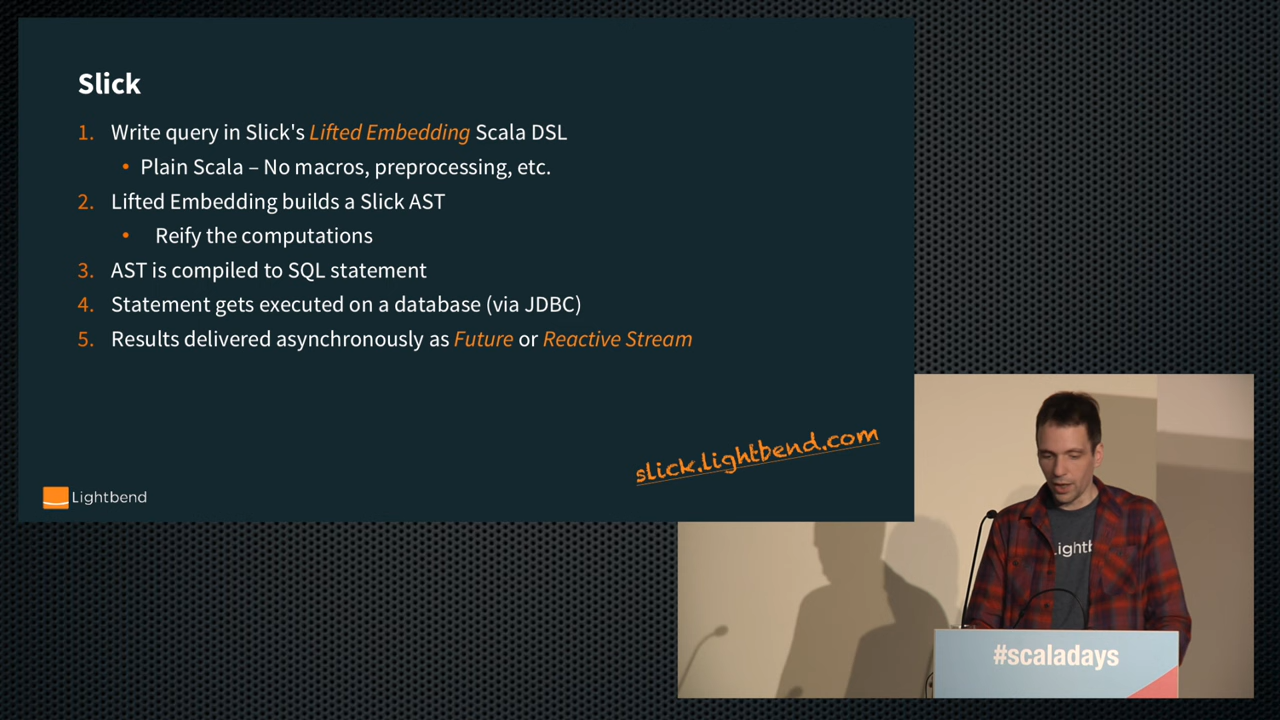 Slick
1. Write query in Slick's Lifted Embedding Scala DSL
• Plain Scala – No macros, preprocessing, etc.
2. Lifted Embedding builds a Slick AST
• Reify the computations
3. AST is compiled to SQL statement
4. Statement gets executed on a database (via JDBC)
5. Results delivered asynchronously as Future or Reactive Stream
slick.lightbend.com
Lightbend
Lightb
#scaladays